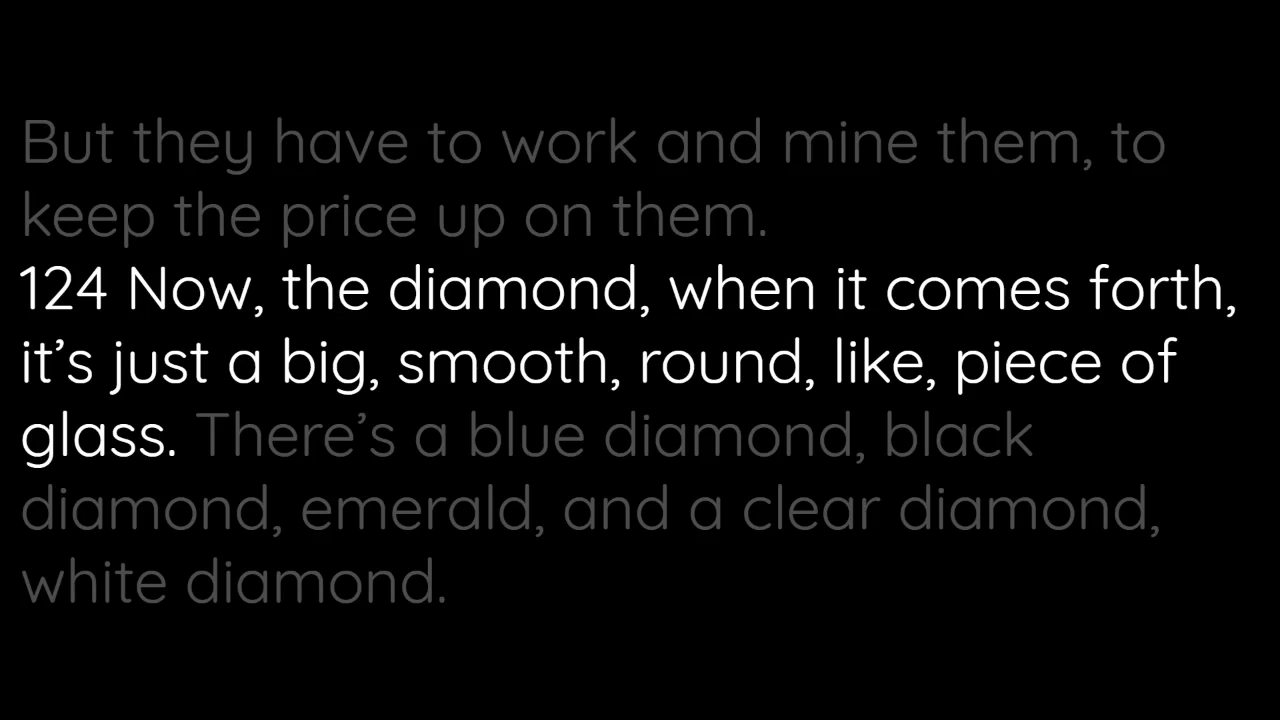 But they have to work and mine them, to
keep the price up on them.
124 Now, the diamond, when it comes forth,
it’s just a big, smooth, round, like, piece of
glass. There’s a blue diamond, black
diamond, emerald, and a clear diamond,
white diamond.